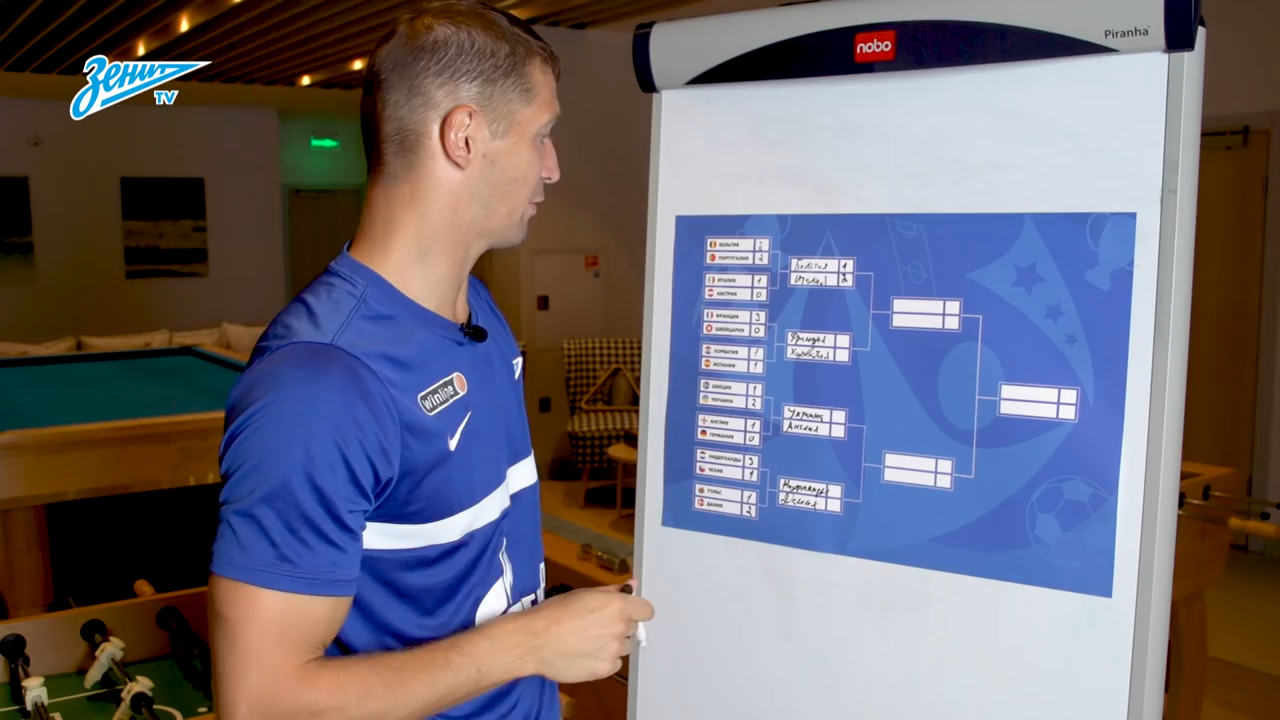 Зенит
TV
nobo
Piranha
Winline
БЕЛЬГИЯ 2
ПОРТУГАЛИЯ 2
ИТАЛИЯ 1
АВСТРИЯ 0
ФРАНЦИЯ 3
ШВЕЙЦАРИЯ 0
ХОРВАТИЯ 1
ИСПАНИЯ 1
ШВЕЦИЯ 1
УКРАИНА 2
АНГЛИЯ 1
ГЕРМАНИЯ 0
НИДЕРЛАНДЫ 3
ЧЕХИЯ 1
УЭЛЬС 1
ДАНИЯ 2
Бельгия 1
Италия 2
Франция
Хорватия
Украина
Англия
Нидерланды
Дания